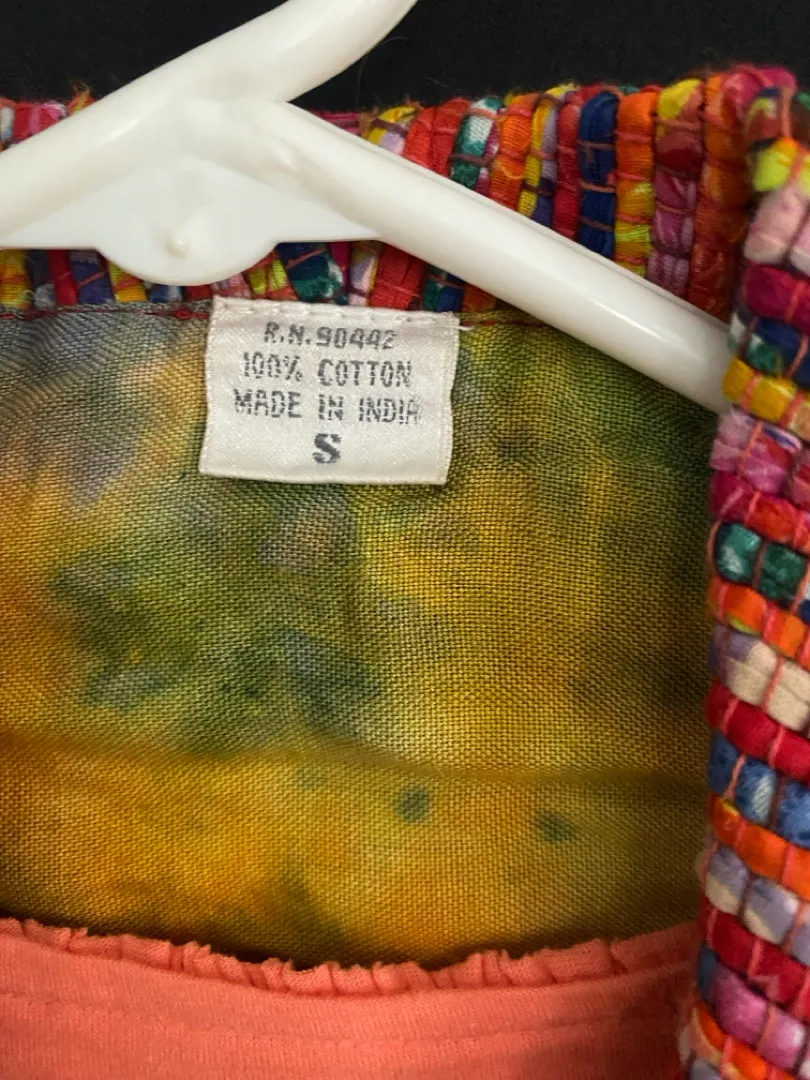 R.N.90442
100% COTTON
MADE IN INDIA
S